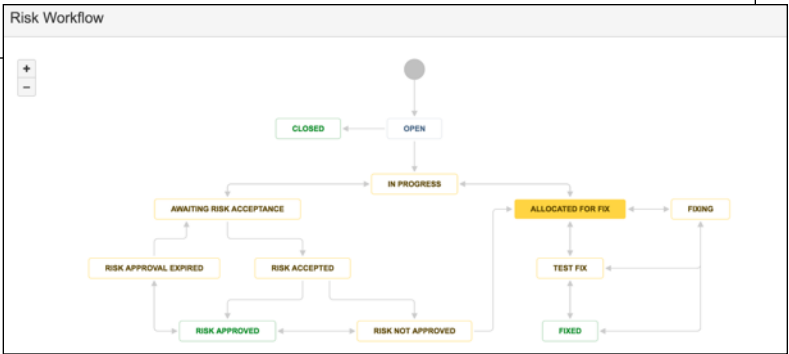 Risk Workflow
+
−
CLOSED
OPEN
IN PROGRESS
AWAITING RISK ACCEPTANCE
ALLOCATED FOR FIX
FIXING
RISK APPROVAL EXPIRED
RISK ACCEPTED
TEST FIX
RISK APPROVED
RISK NOT APPROVED
FIXED